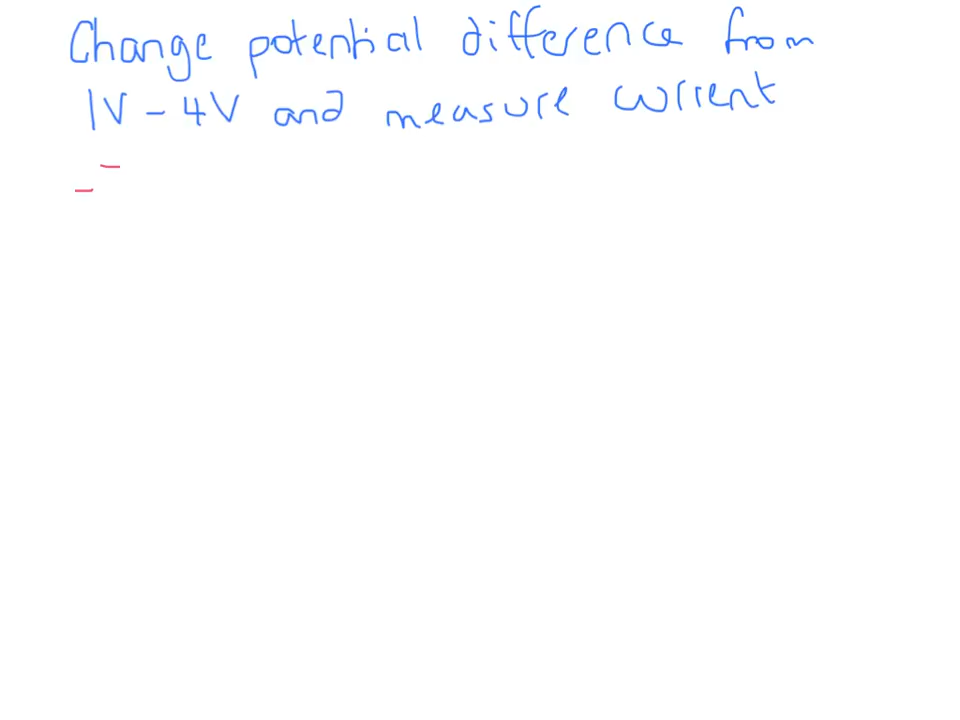 Change potential difference from
1V - 4V and measure current